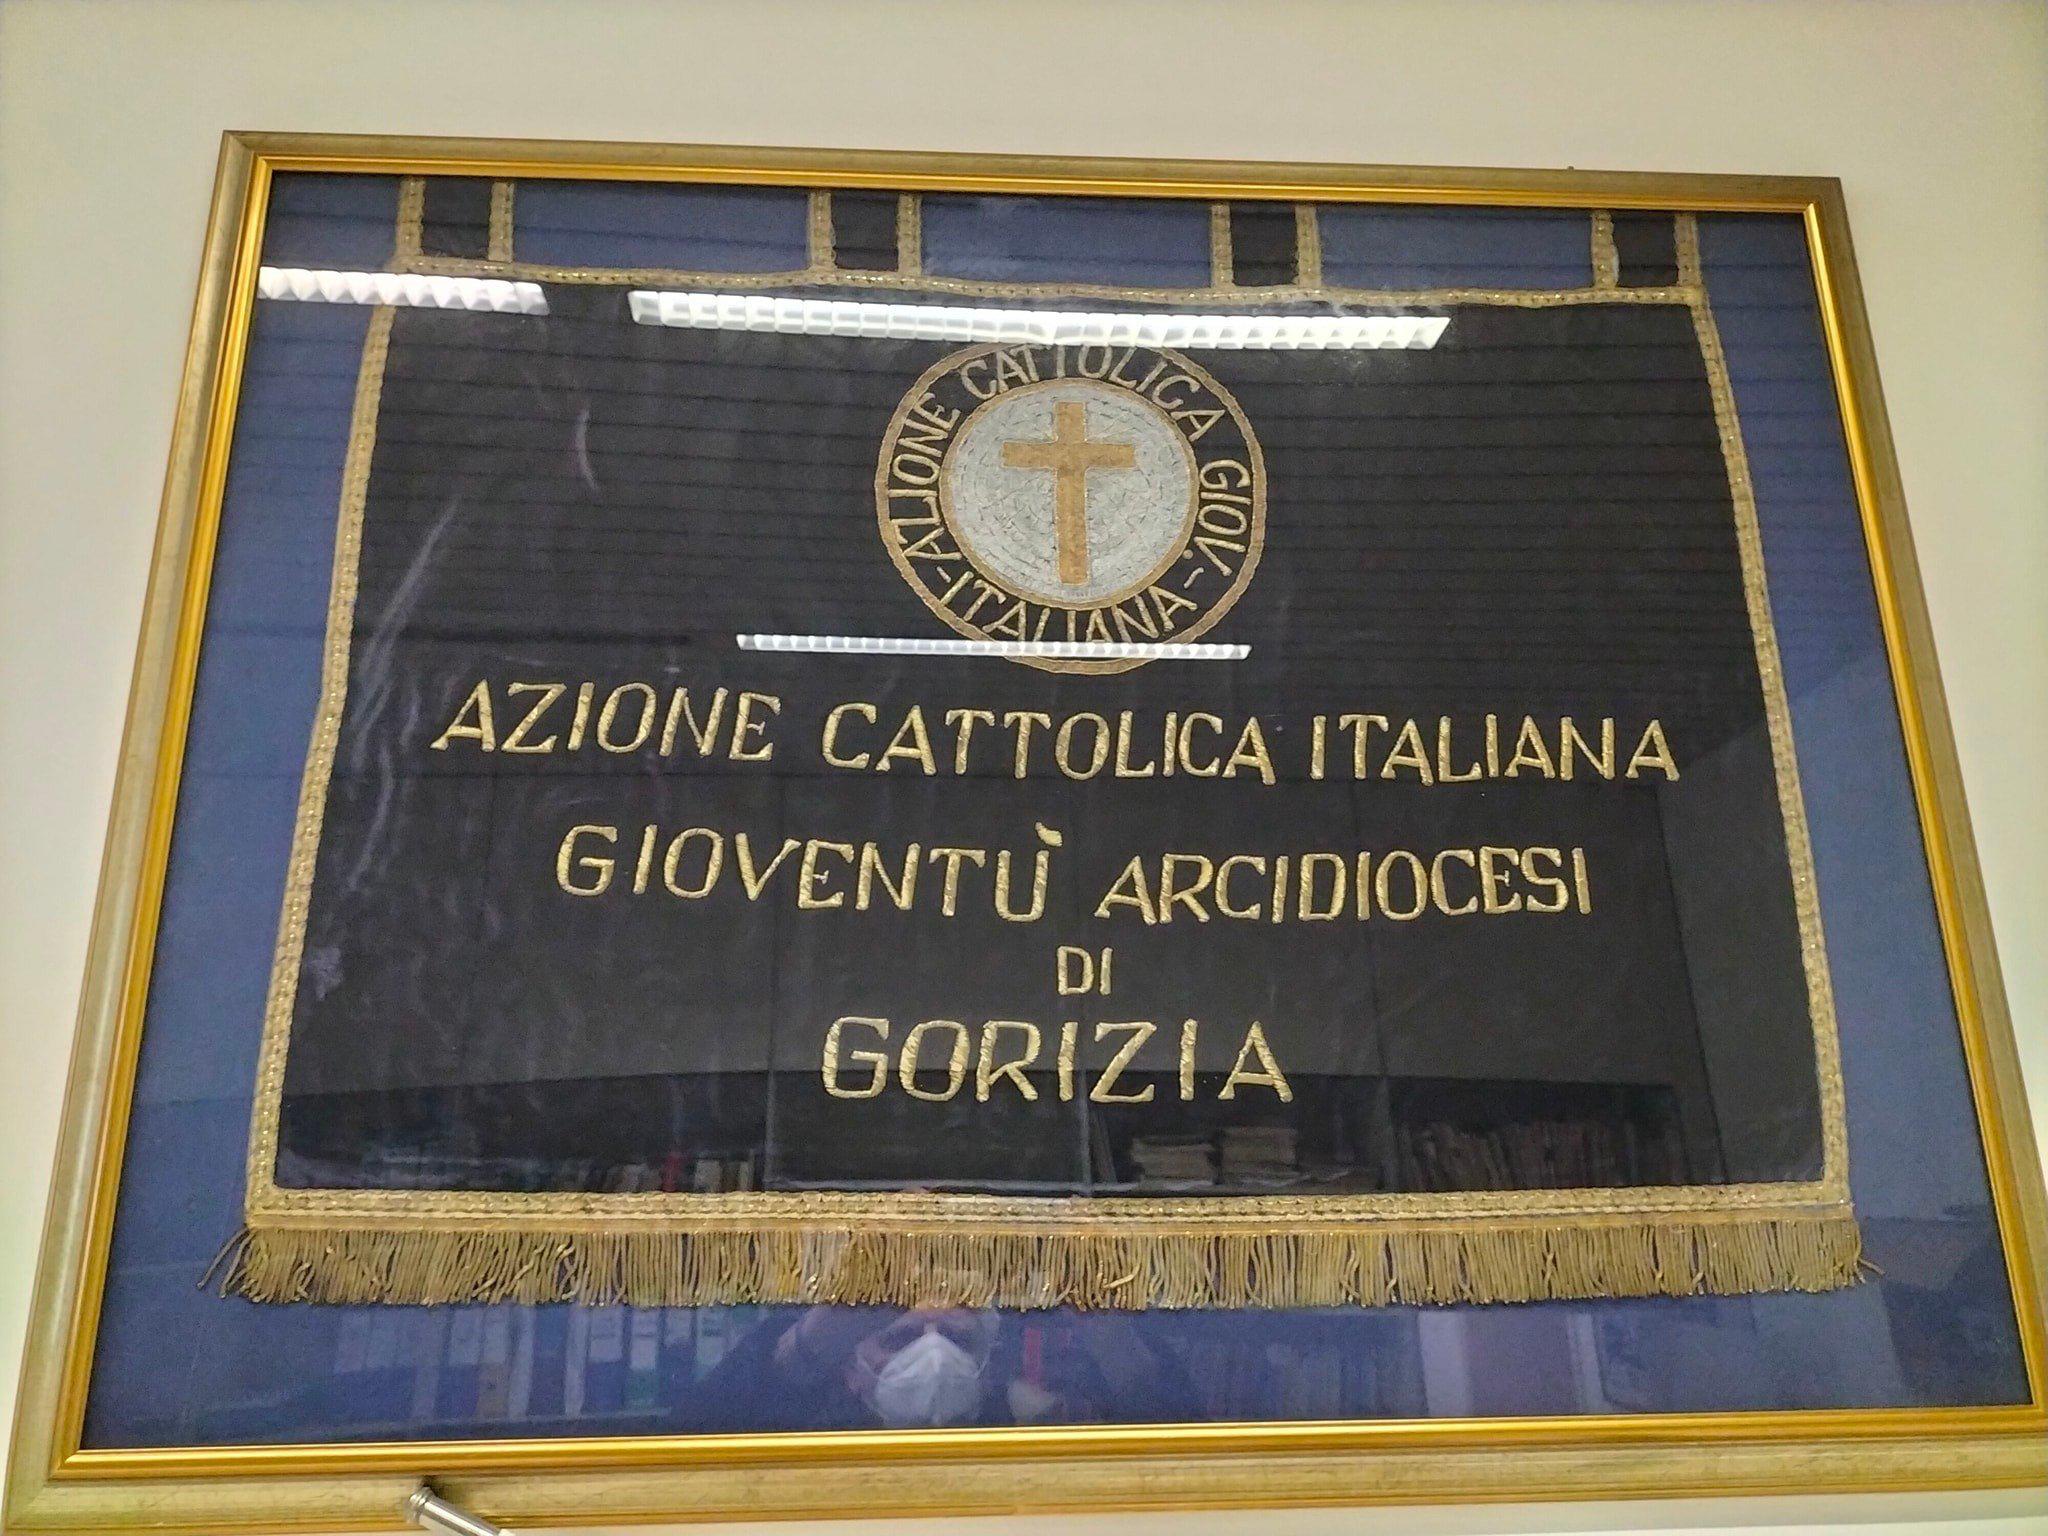 AZIONE CATTOLICA GIOV.-ITALIANA-
AZIONE CATTOLICA ITALIANA
GIOVENTÙ ARCIDIOCESI
DI
GORIZIA